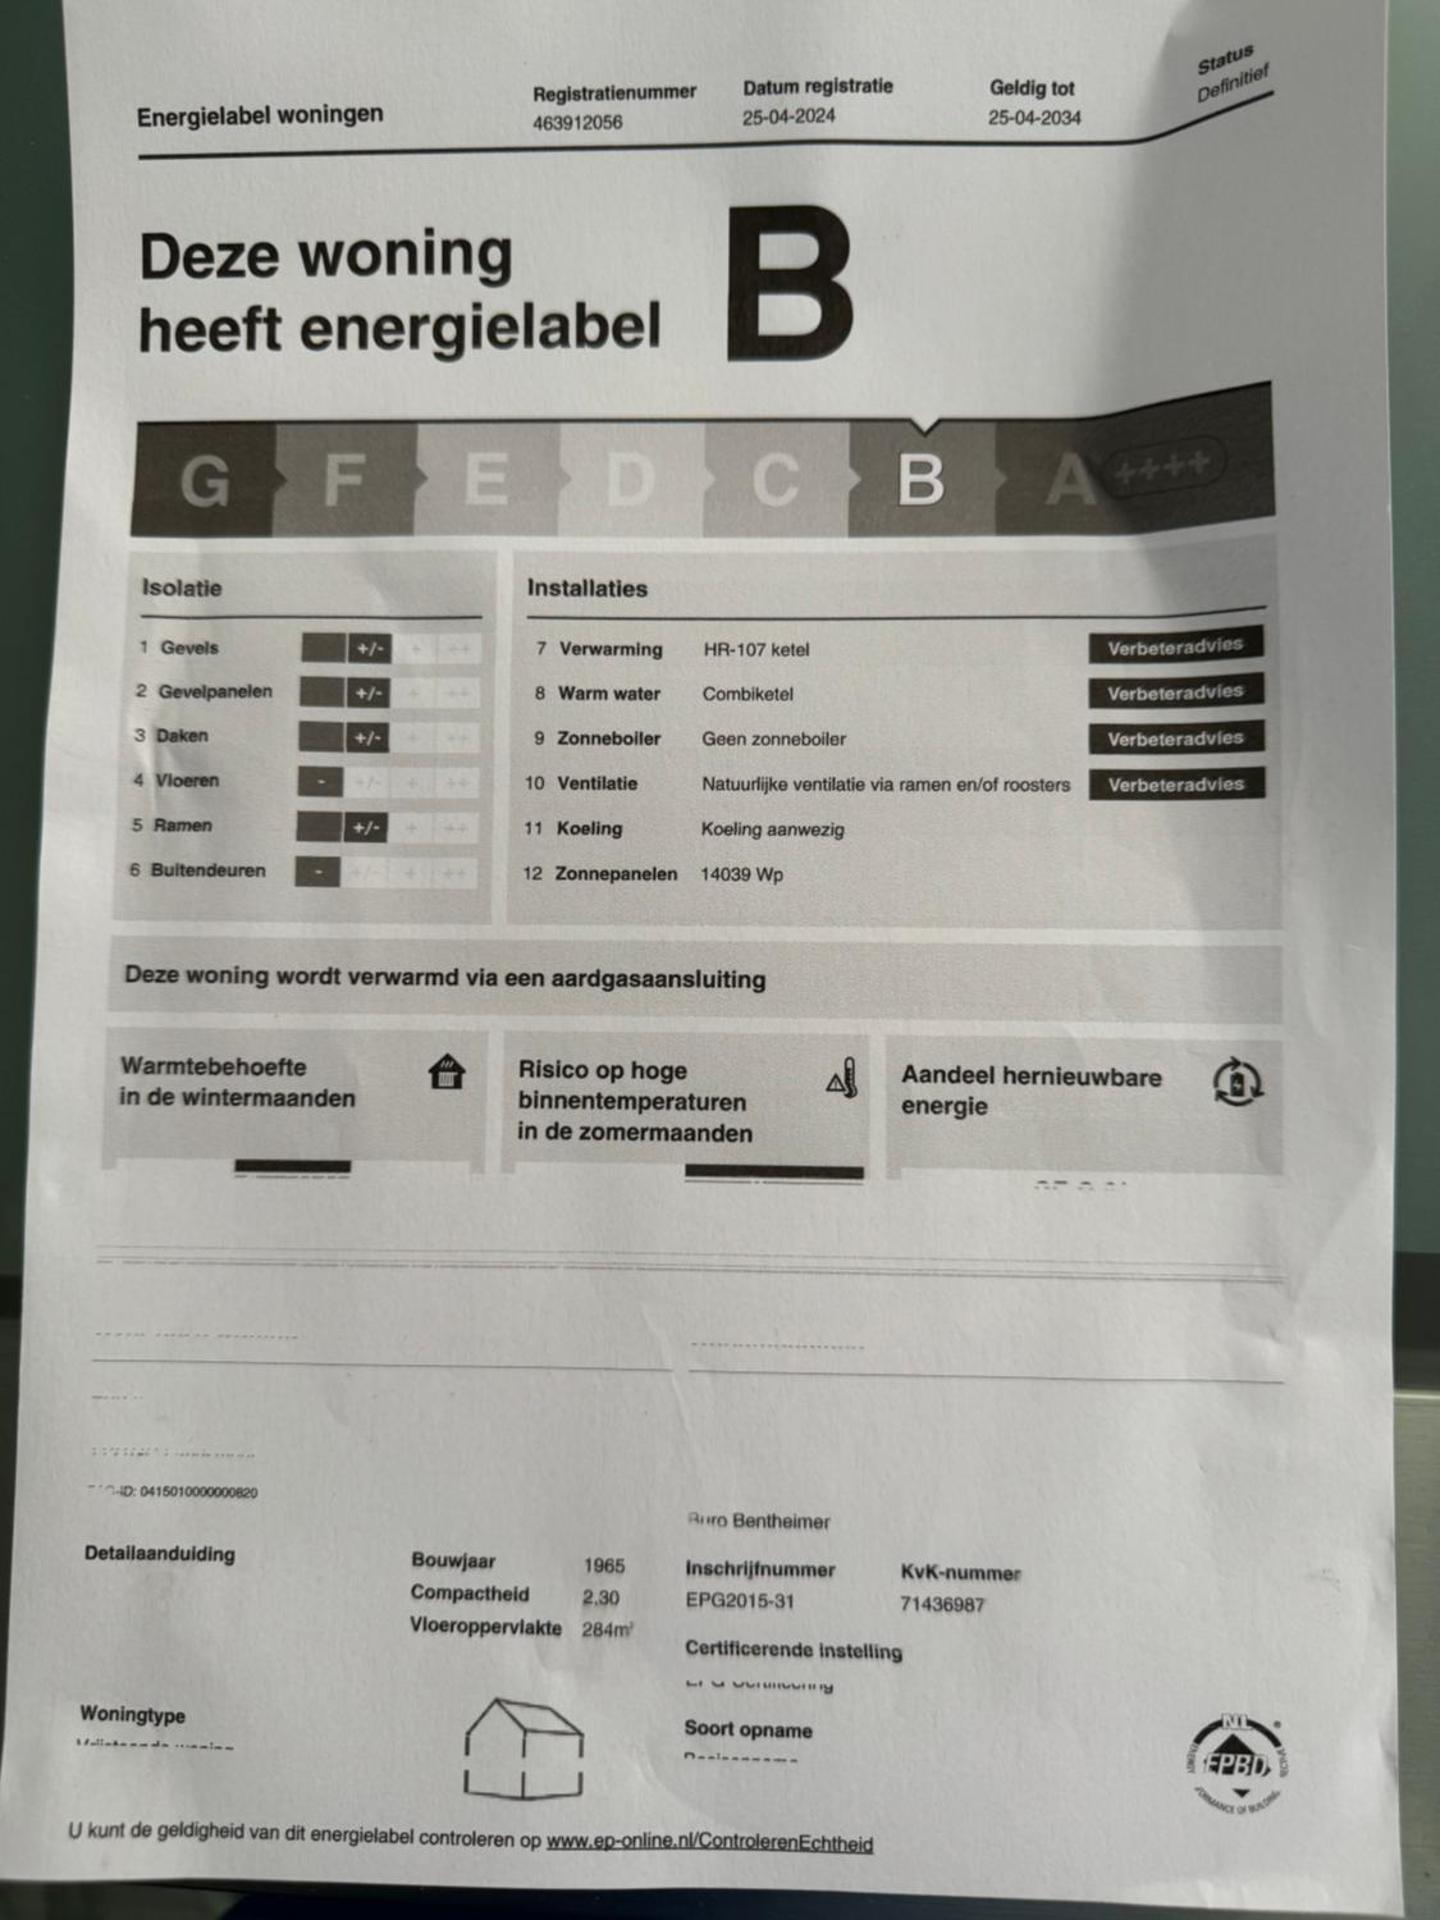 Energielabel woningen
Registratienummer
463912056
Datum registratie
25-04-2024
Geldig tot
25-04-2034
Status
Definitief
Deze woning
heeft energielabel
B
G F E D C B A ++++
Isolatie
1 Gevels +/- + ++
2 Gevelpanelen +/- + ++
3 Daken +/- + ++
4 Vloeren - +/- + ++
5 Ramen +/- + ++
6 Buitendeuren - +/- + ++
Installaties
7 Verwarming HR-107 ketel Verbeteradvies
8 Warm water Combiketel Verbeteradvies
9 Zonneboiler Geen zonneboiler Verbeteradvies
10 Ventilatie Natuurlijke ventilatie via ramen en/of roosters Verbeteradvies
11 Koeling Koeling aanwezig
12 Zonnepanelen 14039 Wp
Deze woning wordt verwarmd via een aardgasaansluiting
Warmtebehoefte
in de wintermaanden
Risico op hoge
binnentemperaturen
in de zomermaanden
Aandeel hernieuwbare
energie
-ID: 0415010000000820
Detailaanduiding
Bouwjaar 1965
Compactheid 2,30
Vloeroppervlakte 284m²
Buro Bentheimer
Inschrijfnummer
EPG2015-31
KvK-nummer
71436987
Certificerende instelling
Woningtype
Soort opname
NL
EPBD
®
U kunt de geldigheid van dit energielabel controleren op www.ep-online.nl/ControlerenEchtheid